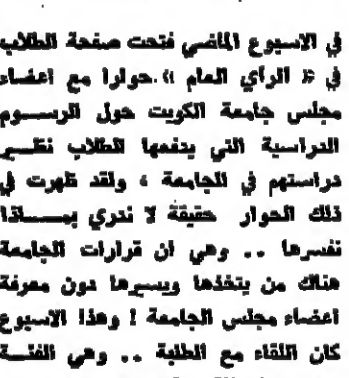 في الاسبوع الماضي فتحت صفحة الطلاب
في « الرأي العام » حوارا مع اعضاء
مجلس جامعة الكويت حول الرسوم
الدراسية التي يدفعها الطلاب نظير
دراستهم في الجامعة ، ولقد ظهرت في
ذلك الحوار حقيقة لا ندري بماذا
نفسرها .. وهي ان قرارات الجامعة
هناك من يتخذها ويسيرها دون معرفة
اعضاء مجلس الجامعة ! وهذا الاسبوع
كان اللقاء مع الطلبة .. وهي الفئة